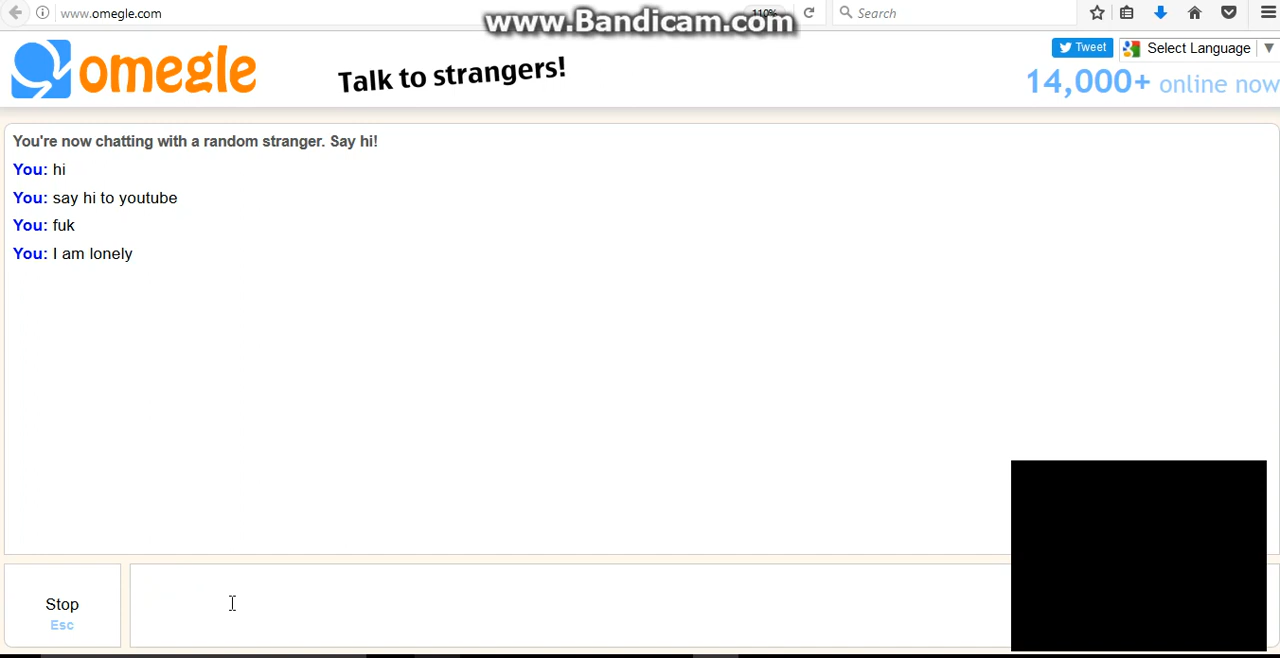 www.omegle.com
110%
Search
www.Bandicam.com
omegle
Talk to strangers!
Tweet
Select Language
14,000+ online now
You're now chatting with a random stranger. Say hi!
You: hi
You: say hi to youtube
You: fuk
You: I am lonely
Stop
Esc